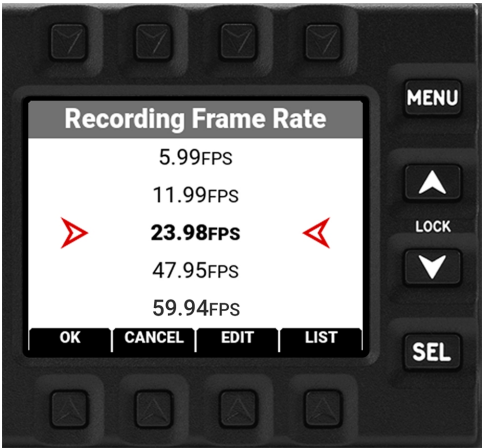 MENU
Recording Frame Rate
5.99FPS
11.99FPS
23.98FPS
LOCK
47.95FPS
59.94FPS
OK CANCEL EDIT LIST
SEL